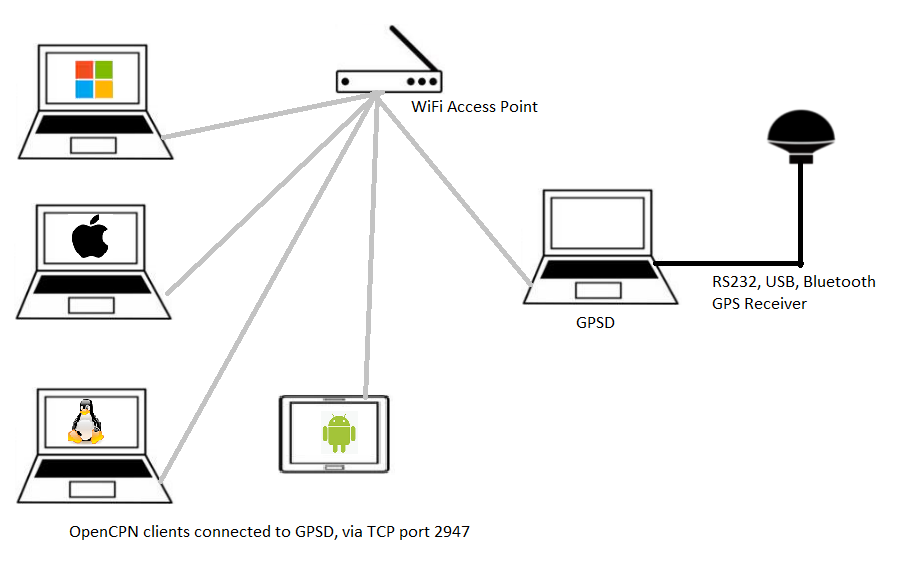 WiFi Access Point
RS232, USB, Bluetooth
GPS Receiver
GPSD
OpenCPN clients connected to GPSD, via TCP port 2947